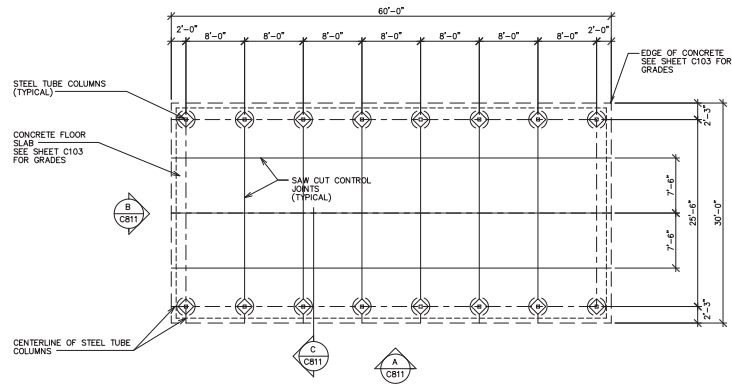 60'-0"
2'-0" 8'-0" 8'-0" 8'-0" 8'-0" 8'-0" 8'-0" 8'-0" 2'-0"
EDGE OF CONCRETE
SEE SHEET C103 FOR
GRADES
STEEL TUBE COLUMNS
(TYPICAL)
2'-3"
CONCRETE FLOOR
SLAB
SEE SHEET C103
FOR GRADES
SAW CUT CONTROL
JOINTS
(TYPICAL)
7'-6"
25'-6"
30'-0"
B
C811
7'-6"
2'-3"
CENTERLINE OF STEEL TUBE
COLUMNS
C
C811
A
C811